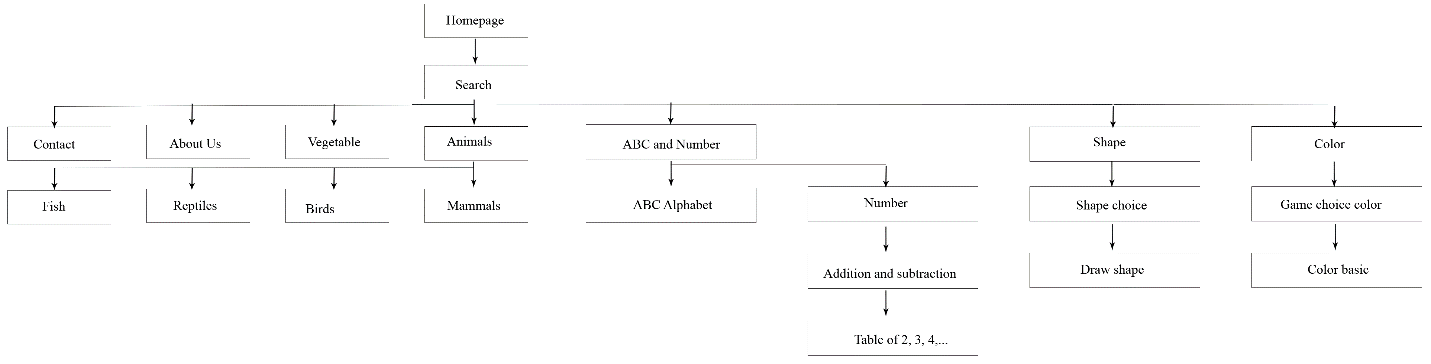 Homepage
Search
Contact
About Us
Vegetable
Animals
ABC and Number
Shape
Color
Fish
Reptiles
Birds
Mammals
ABC Alphabet
Number
Shape choice
Game choice color
Addition and subtraction
Draw shape
Color basic
Table of 2, 3, 4,...